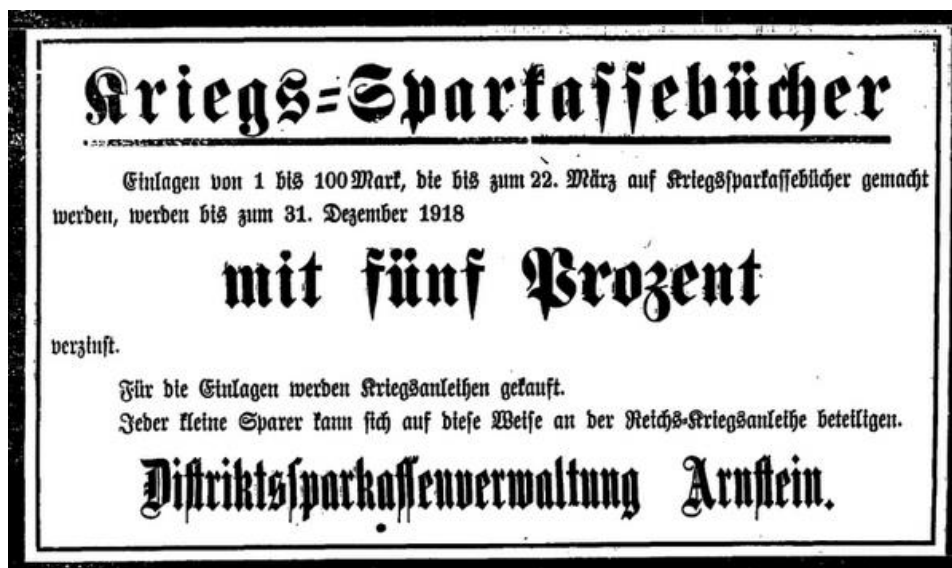 Kriegs=Sparkassebücher
Einlagen von 1 bis 100 Mark, die bis zum 22. März auf Kriegssparkassebücher gemacht
werden, werden bis zum 31. Dezember 1918
mit fünf Prozent
verzinst.
Für die Einlagen werden Kriegsanleihen gekauft.
Jeder kleine Sparer kann sich auf diese Weise an der Reichs-Kriegsanleihe beteiligen.
Distriktssparkassenverwaltung Arnstein.